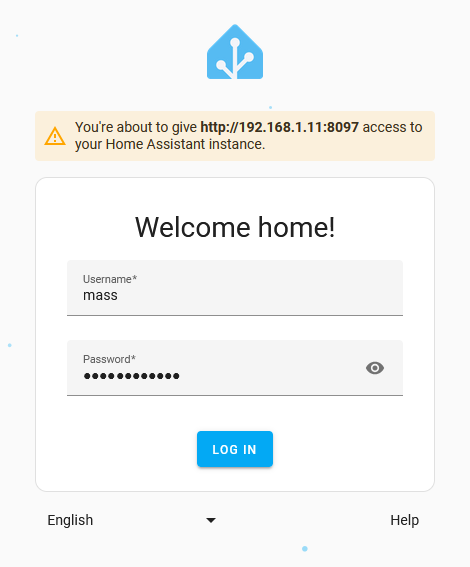 You're about to give http://192.168.1.11:8097 access to
your Home Assistant instance.
Welcome home!
Username*
mass
Password*
••••••••••••
LOG IN
English
Help